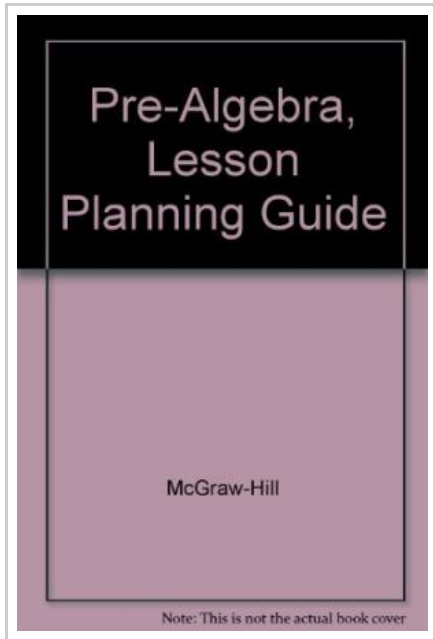 Pre-Algebra,
Lesson
Planning Guide
McGraw-Hill
Note: This is not the actual book cover